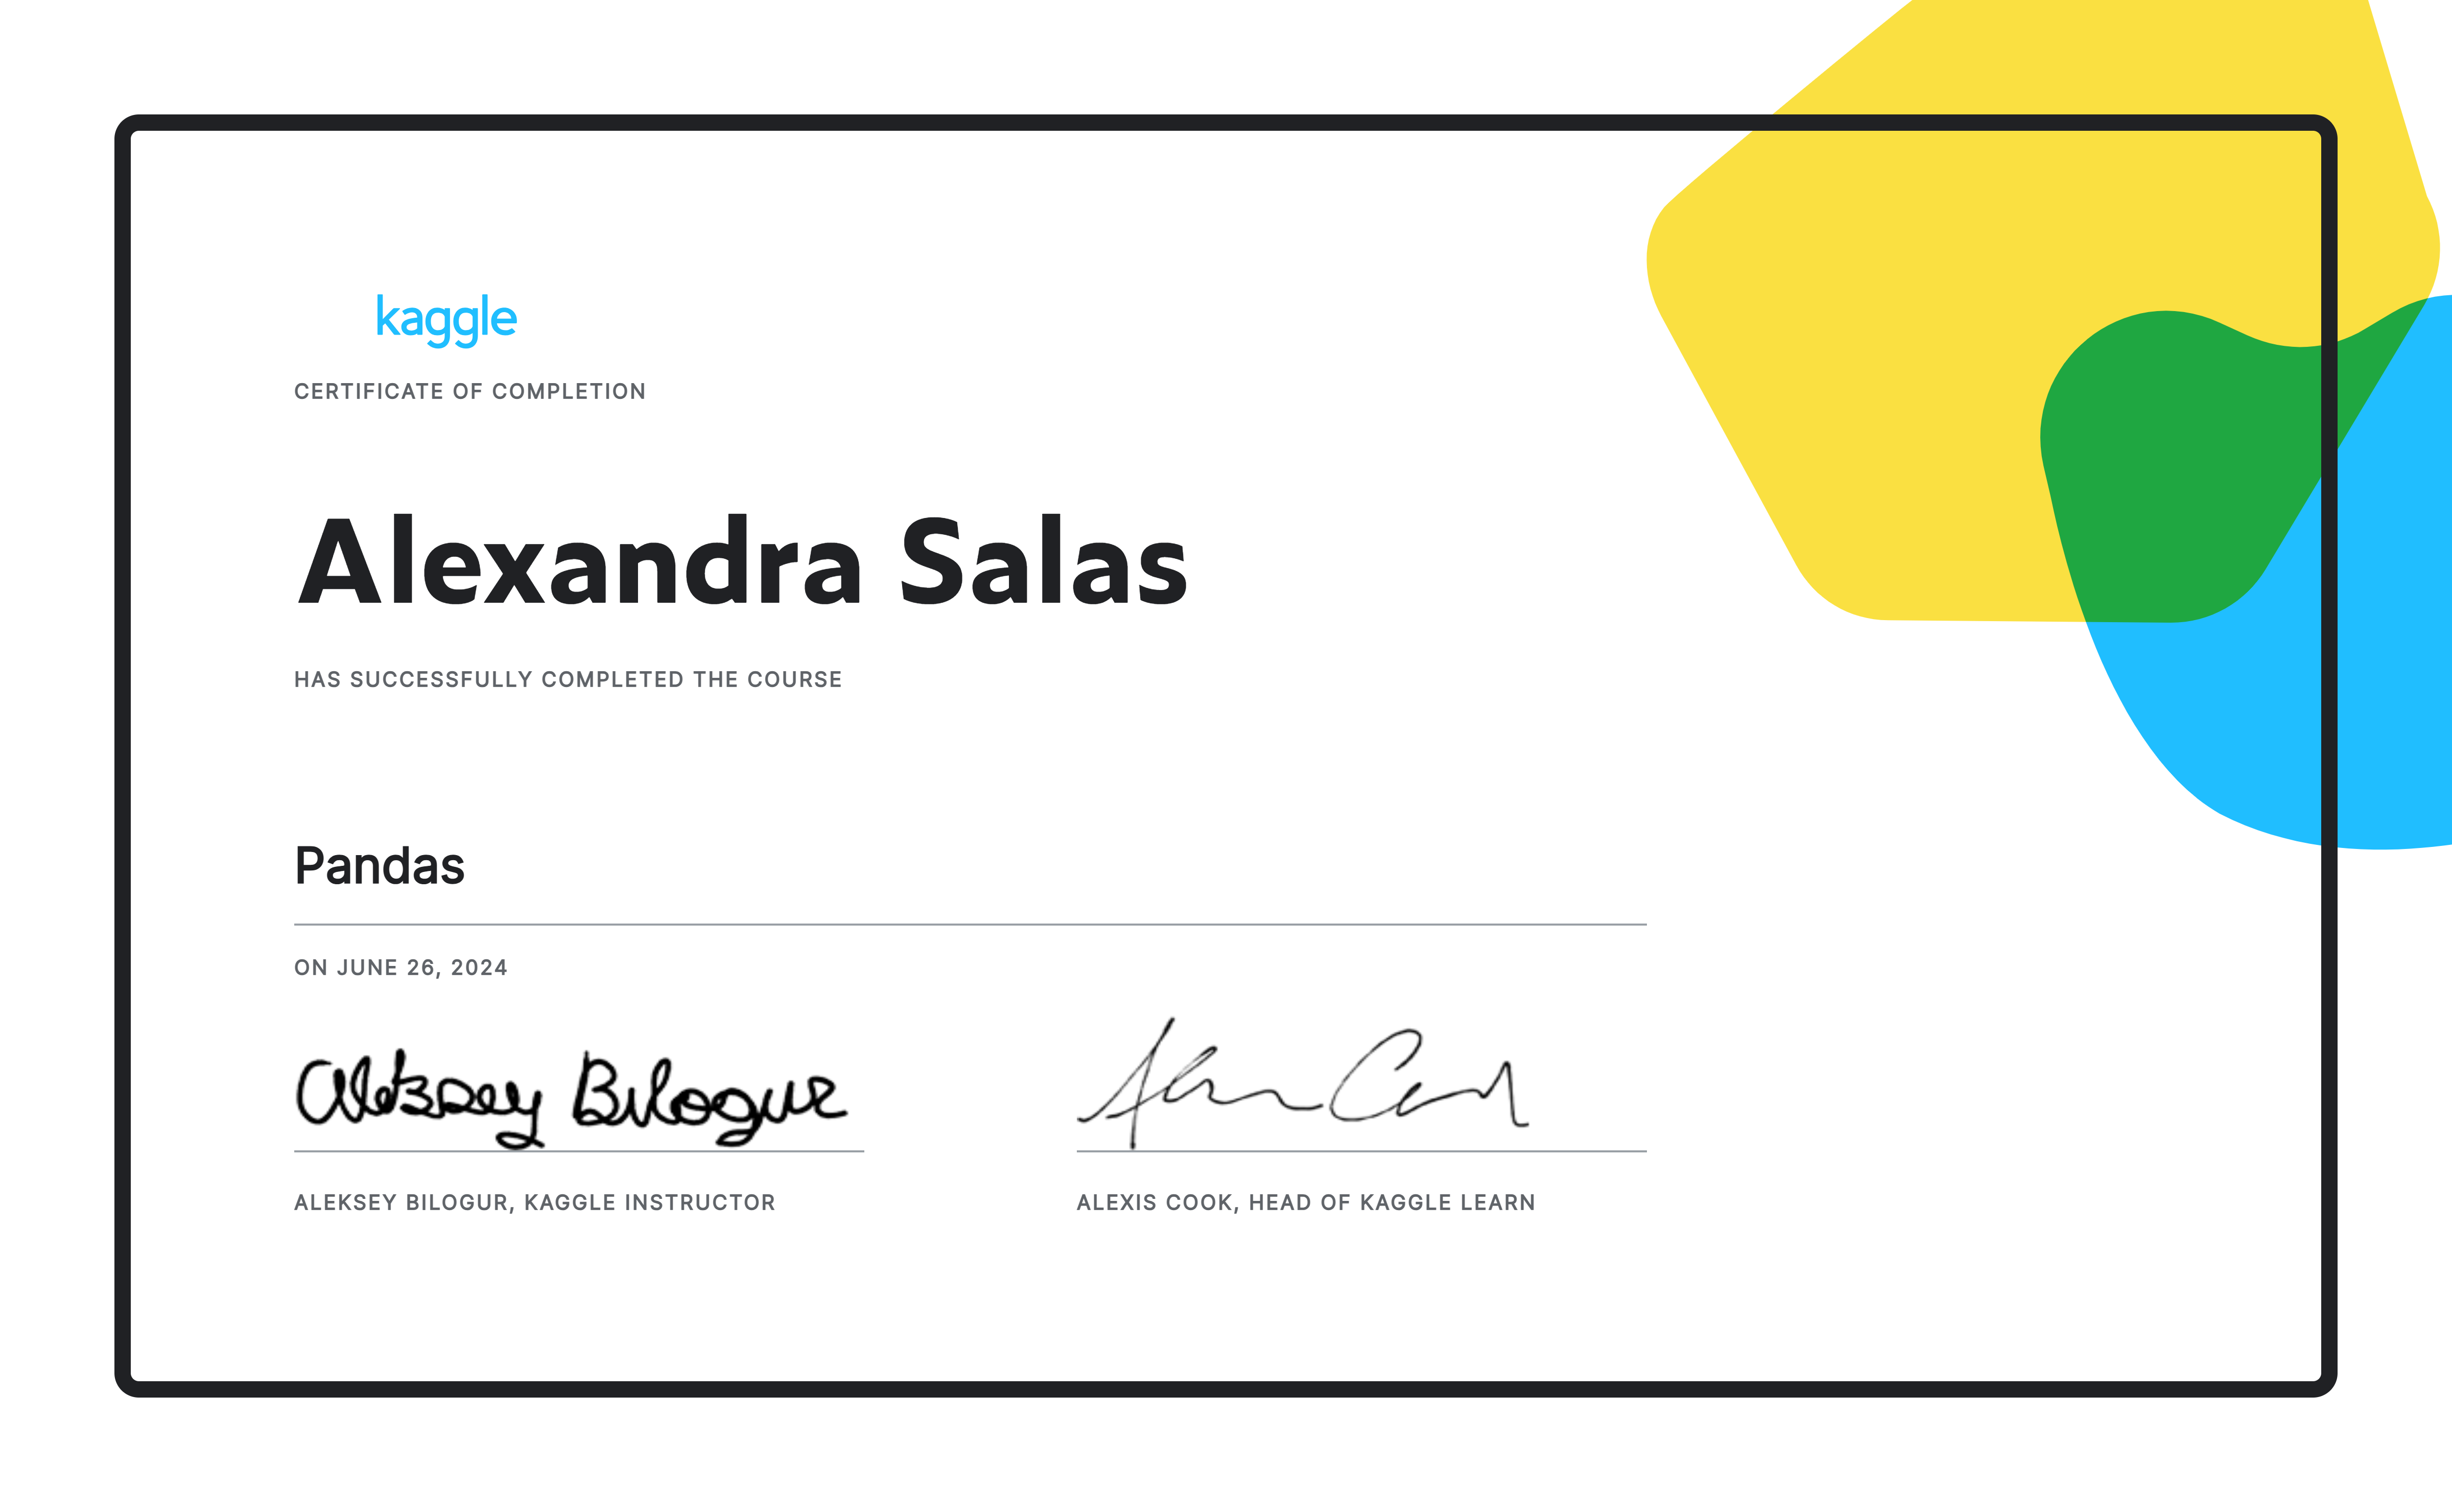 kaggle
CERTIFICATE OF COMPLETION
Alexandra Salas
HAS SUCCESSFULLY COMPLETED THE COURSE
Pandas
ON JUNE 26, 2024
Aleksey Bilogur
ALEKSEY BILOGUR, KAGGLE INSTRUCTOR
ALEXIS COOK, HEAD OF KAGGLE LEARN